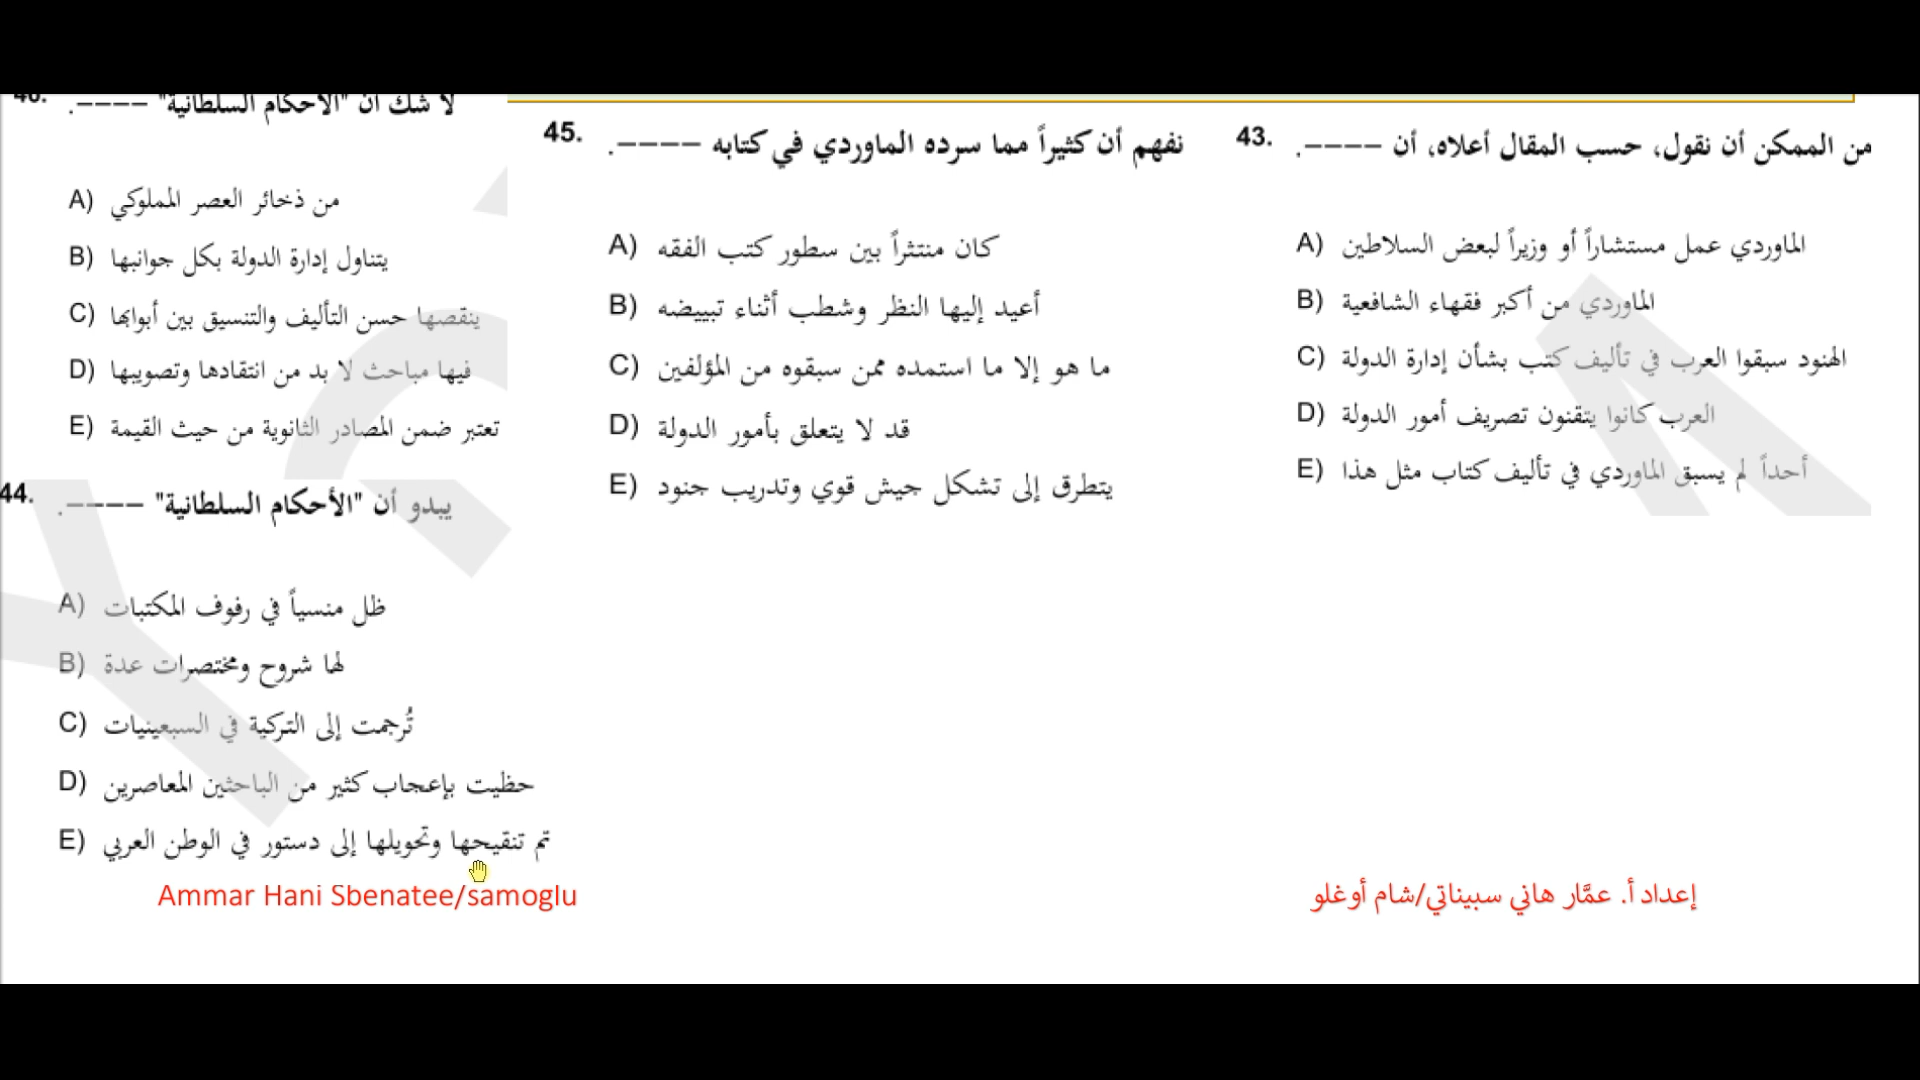 43. من الممكن أن نقول، حسب المقال أعلاه، أن ----.
A) الماوردي عمل مستشاراً أو وزيراً لبعض السلاطين
B) الماوردي من أكبر فقهاء الشافعية
C) الهنود سبقوا العرب في تأليف كتب بشأن إدارة الدولة
D) العرب كانوا يتقنون تصريف أمور الدولة
E) أحداً لم يسبق الماوردي في تأليف كتاب مثل هذا
45. نفهم أن كثيراً مما سرده الماوردي في كتابه ----.
A) كان منتثراً بين سطور كتب الفقه
B) أعيد إليها النظر وشطب أثناء تبييضه
C) ما هو إلا ما استمده ممن سبقوه من المؤلفين
D) قد لا يتعلق بأمور الدولة
E) يتطرق إلى تشكل جيش قوي وتدريب جنود
46. لا شك أن "الأحكام السلطانية" ----.
A) من ذخائر العصر المملوكي
B) يتناول إدارة الدولة بكل جوانبها
C) ينقصها حسن التأليف والتنسيق بين أبوابها
D) فيها مباحث لا بد من انتقادها وتصويبها
E) تعتبر ضمن المصادر الثانوية من حيث القيمة
44. يبدو أن "الأحكام السلطانية" ----.
A) ظل منسياً في رفوف المكتبات
B) لها شروح ومختصرات عدة
C) تُرجمت إلى التركية في السبعينيات
D) حظيت بإعجاب كثير من الباحثين المعاصرين
E) تم تنقيحها وتحويلها إلى دستور في الوطن العربي
إعداد أ. عمَّار هاني سبيناتي/شام أوغلو
Ammar Hani Sbenatee/samoglu